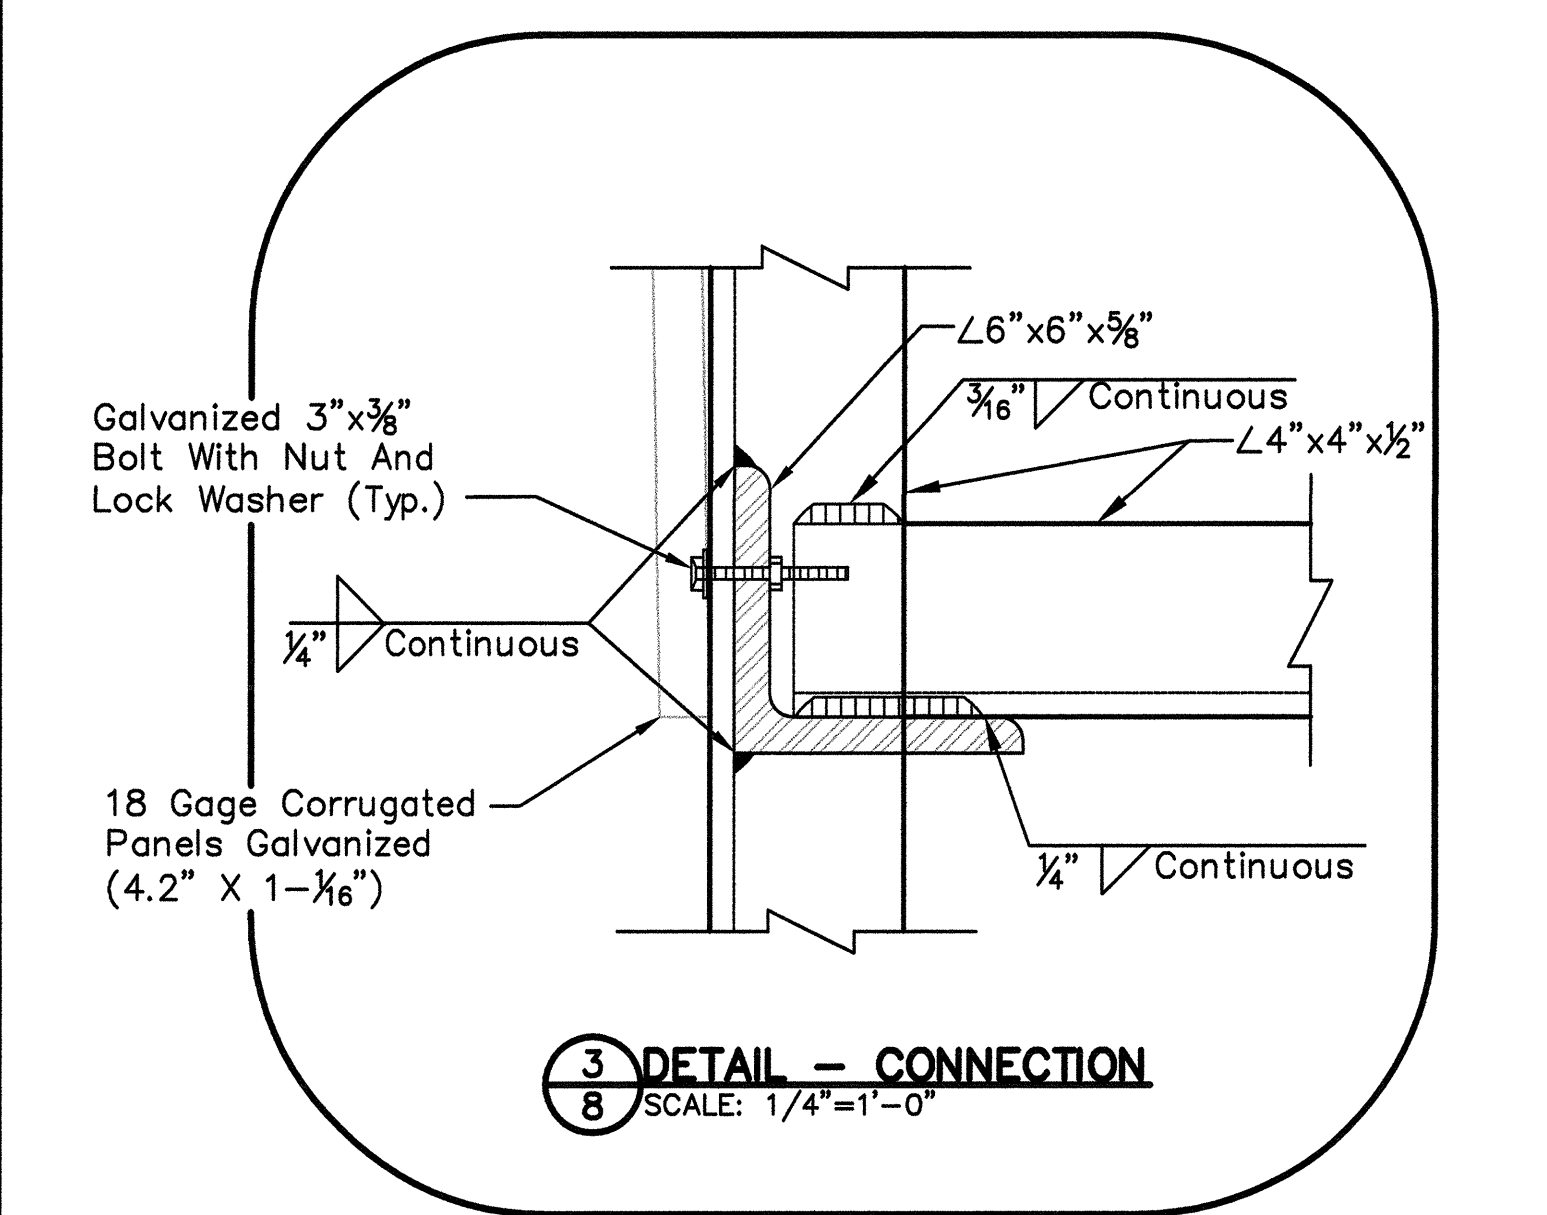 ∠6”x6”x⅝”
3⁄16” Continuous
∠4”x4”x½”
Galvanized 3”x⅜”
Bolt With Nut And
Lock Washer (Typ.)
¼” Continuous
18 Gage Corrugated
Panels Galvanized
(4.2” X 1–1⁄16”)
¼” Continuous
3
8
DETAIL – CONNECTION
SCALE: 1/4”=1’–0”